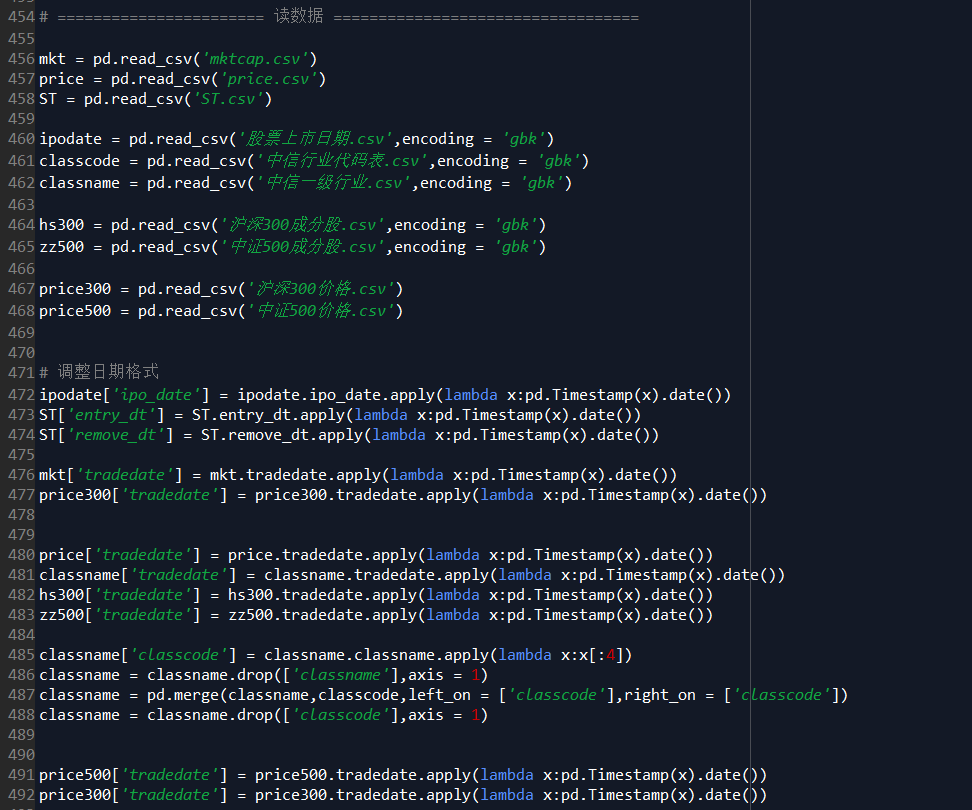 454 # ======================= 读数据 ==================================
455
456 mkt = pd.read_csv('mktcap.csv')
457 price = pd.read_csv('price.csv')
458 ST = pd.read_csv('ST.csv')
459
460 ipodate = pd.read_csv('股票上市日期.csv',encoding = 'gbk')
461 classcode = pd.read_csv('中信行业代码表.csv',encoding = 'gbk')
462 classname = pd.read_csv('中信一级行业.csv',encoding = 'gbk')
463
464 hs300 = pd.read_csv('沪深300成分股.csv',encoding = 'gbk')
465 zz500 = pd.read_csv('中证500成分股.csv',encoding = 'gbk')
466
467 price300 = pd.read_csv('沪深300价格.csv')
468 price500 = pd.read_csv('中证500价格.csv')
469
470
471 # 调整日期格式
472 ipodate['ipo_date'] = ipodate.ipo_date.apply(lambda x:pd.Timestamp(x).date())
473 ST['entry_dt'] = ST.entry_dt.apply(lambda x:pd.Timestamp(x).date())
474 ST['remove_dt'] = ST.remove_dt.apply(lambda x:pd.Timestamp(x).date())
475
476 mkt['tradedate'] = mkt.tradedate.apply(lambda x:pd.Timestamp(x).date())
477 price300['tradedate'] = price300.tradedate.apply(lambda x:pd.Timestamp(x).date())
478
479
480 price['tradedate'] = price.tradedate.apply(lambda x:pd.Timestamp(x).date())
481 classname['tradedate'] = classname.tradedate.apply(lambda x:pd.Timestamp(x).date())
482 hs300['tradedate'] = hs300.tradedate.apply(lambda x:pd.Timestamp(x).date())
483 zz500['tradedate'] = zz500.tradedate.apply(lambda x:pd.Timestamp(x).date())
484
485 classname['classcode'] = classname.classname.apply(lambda x:x[:4])
486 classname = classname.drop(['classname'],axis = 1)
487 classname = pd.merge(classname,classcode,left_on = ['classcode'],right_on = ['classcode'])
488 classname = classname.drop(['classcode'],axis = 1)
489
490
491 price500['tradedate'] = price500.tradedate.apply(lambda x:pd.Timestamp(x).date())
492 price300['tradedate'] = price300.tradedate.apply(lambda x:pd.Timestamp(x).date())